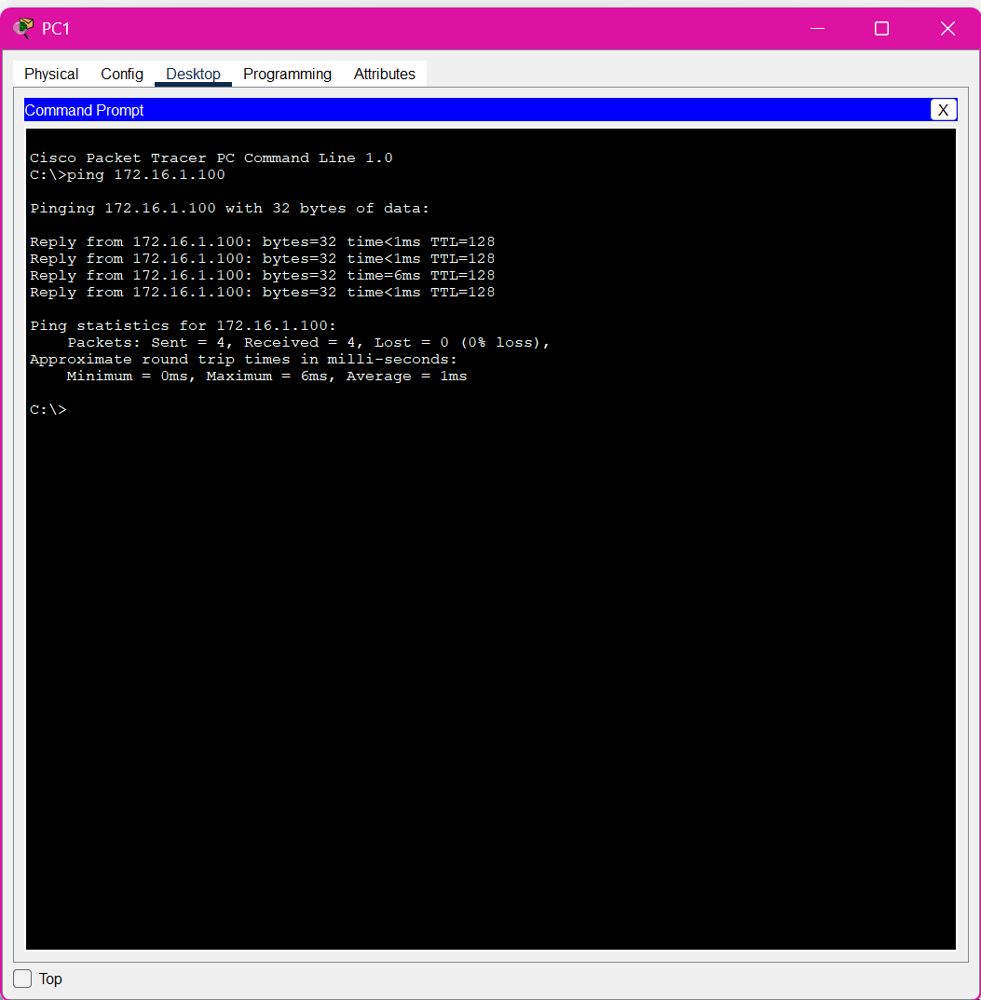 PC1
Physical Config Desktop Programming Attributes
Command Prompt X
Cisco Packet Tracer PC Command Line 1.0
C:\>ping 172.16.1.100
Pinging 172.16.1.100 with 32 bytes of data:
Reply from 172.16.1.100: bytes=32 time<1ms TTL=128
Reply from 172.16.1.100: bytes=32 time<1ms TTL=128
Reply from 172.16.1.100: bytes=32 time=6ms TTL=128
Reply from 172.16.1.100: bytes=32 time<1ms TTL=128
Ping statistics for 172.16.1.100:
Packets: Sent = 4, Received = 4, Lost = 0 (0% loss),
Approximate round trip times in milli-seconds:
Minimum = 0ms, Maximum = 6ms, Average = 1ms
C:\>
Top